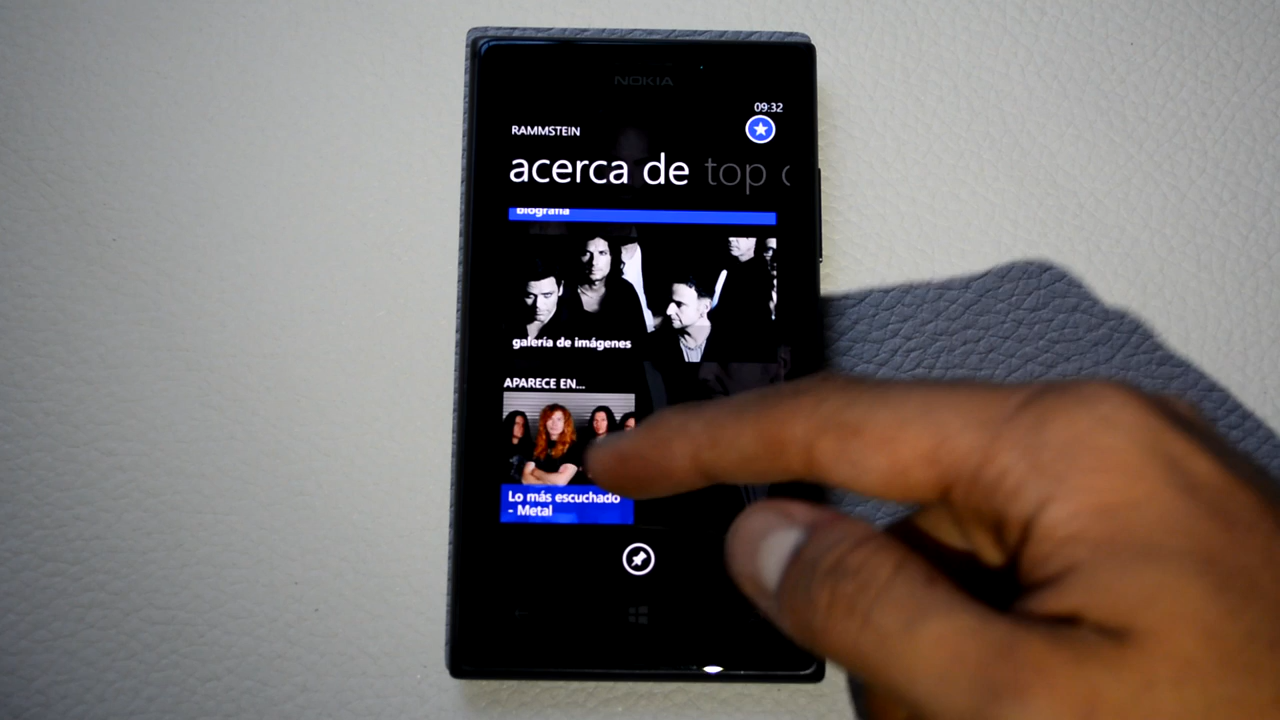 NOKIA
09:32
RAMMSTEIN
acerca de top
biografía
galería de imágenes
APARECE EN...
Lo más escuchado
- Metal